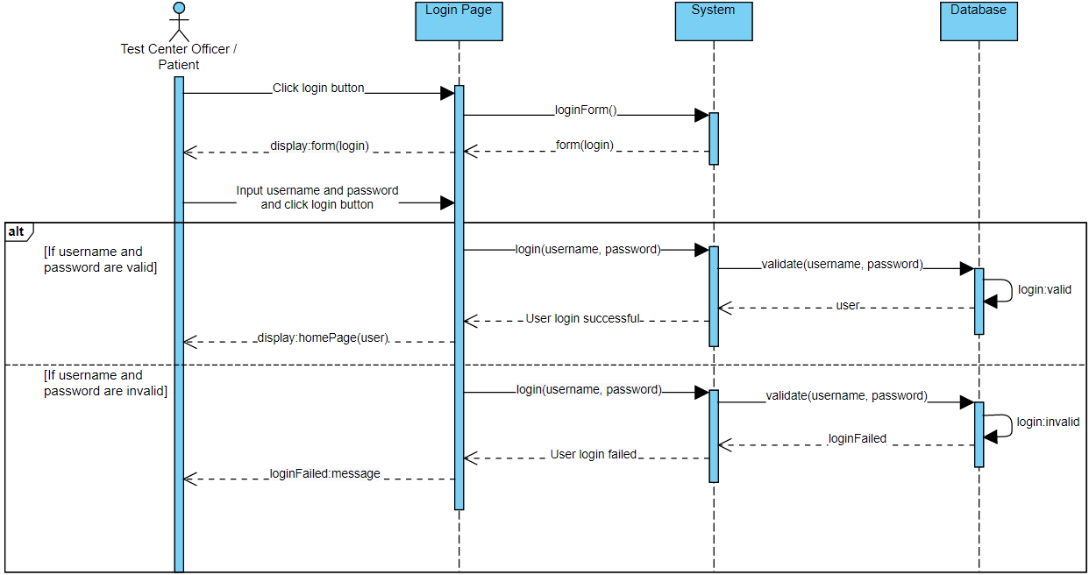 Login Page
System
Database
Test Center Officer /
Patient
Click login button
loginForm()
display:form(login)
form(login)
Input username and password
and click login button
alt
[If username and
password are valid]
login(username, password)
validate(username, password)
login:valid
user
User login successful
display:homePage(user)
[If username and
password are invalid]
login(username, password)
validate(username, password)
login:invalid
loginFailed
User login failed
loginFailed:message